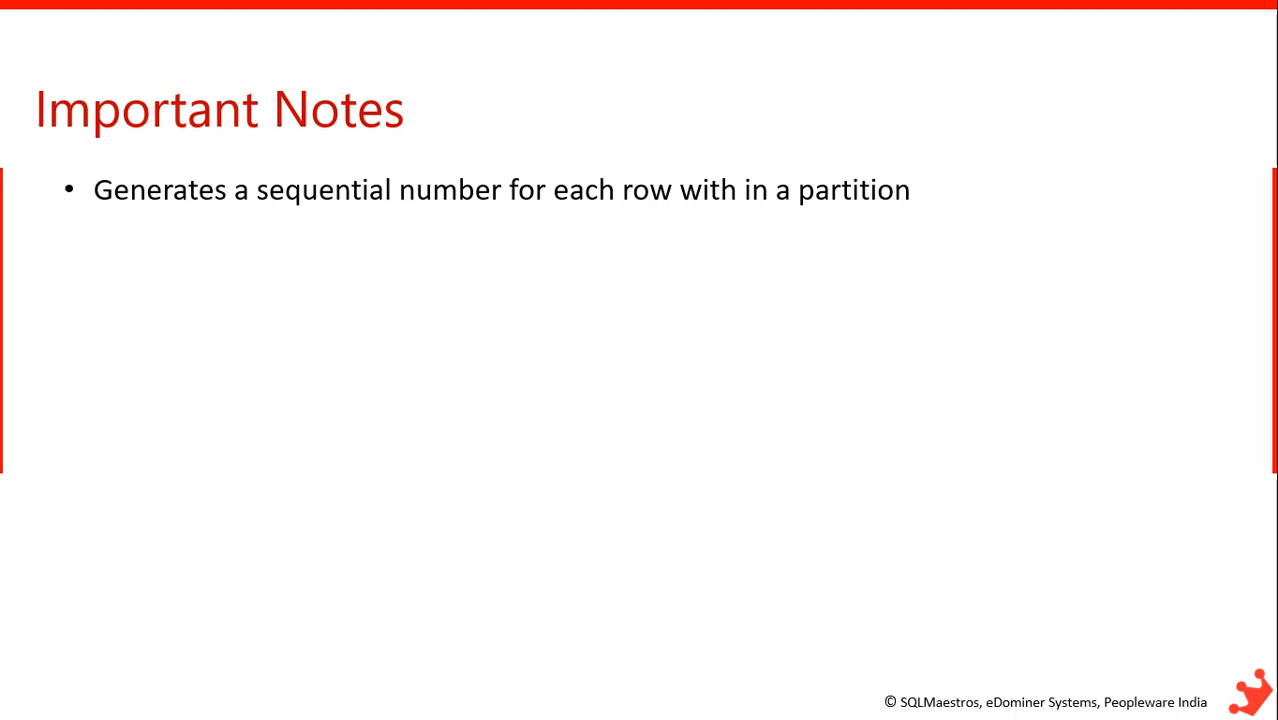 Important Notes
• Generates a sequential number for each row with in a partition
© SQLMaestros, eDominer Systems, Peopleware India